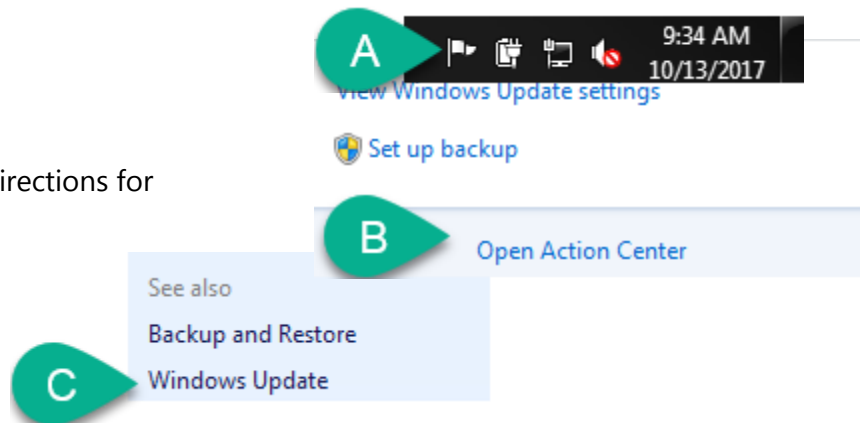 A
9:34 AM
10/13/2017
View Windows Update settings
Set up backup
irections for
B
Open Action Center
See also
Backup and Restore
C
Windows Update